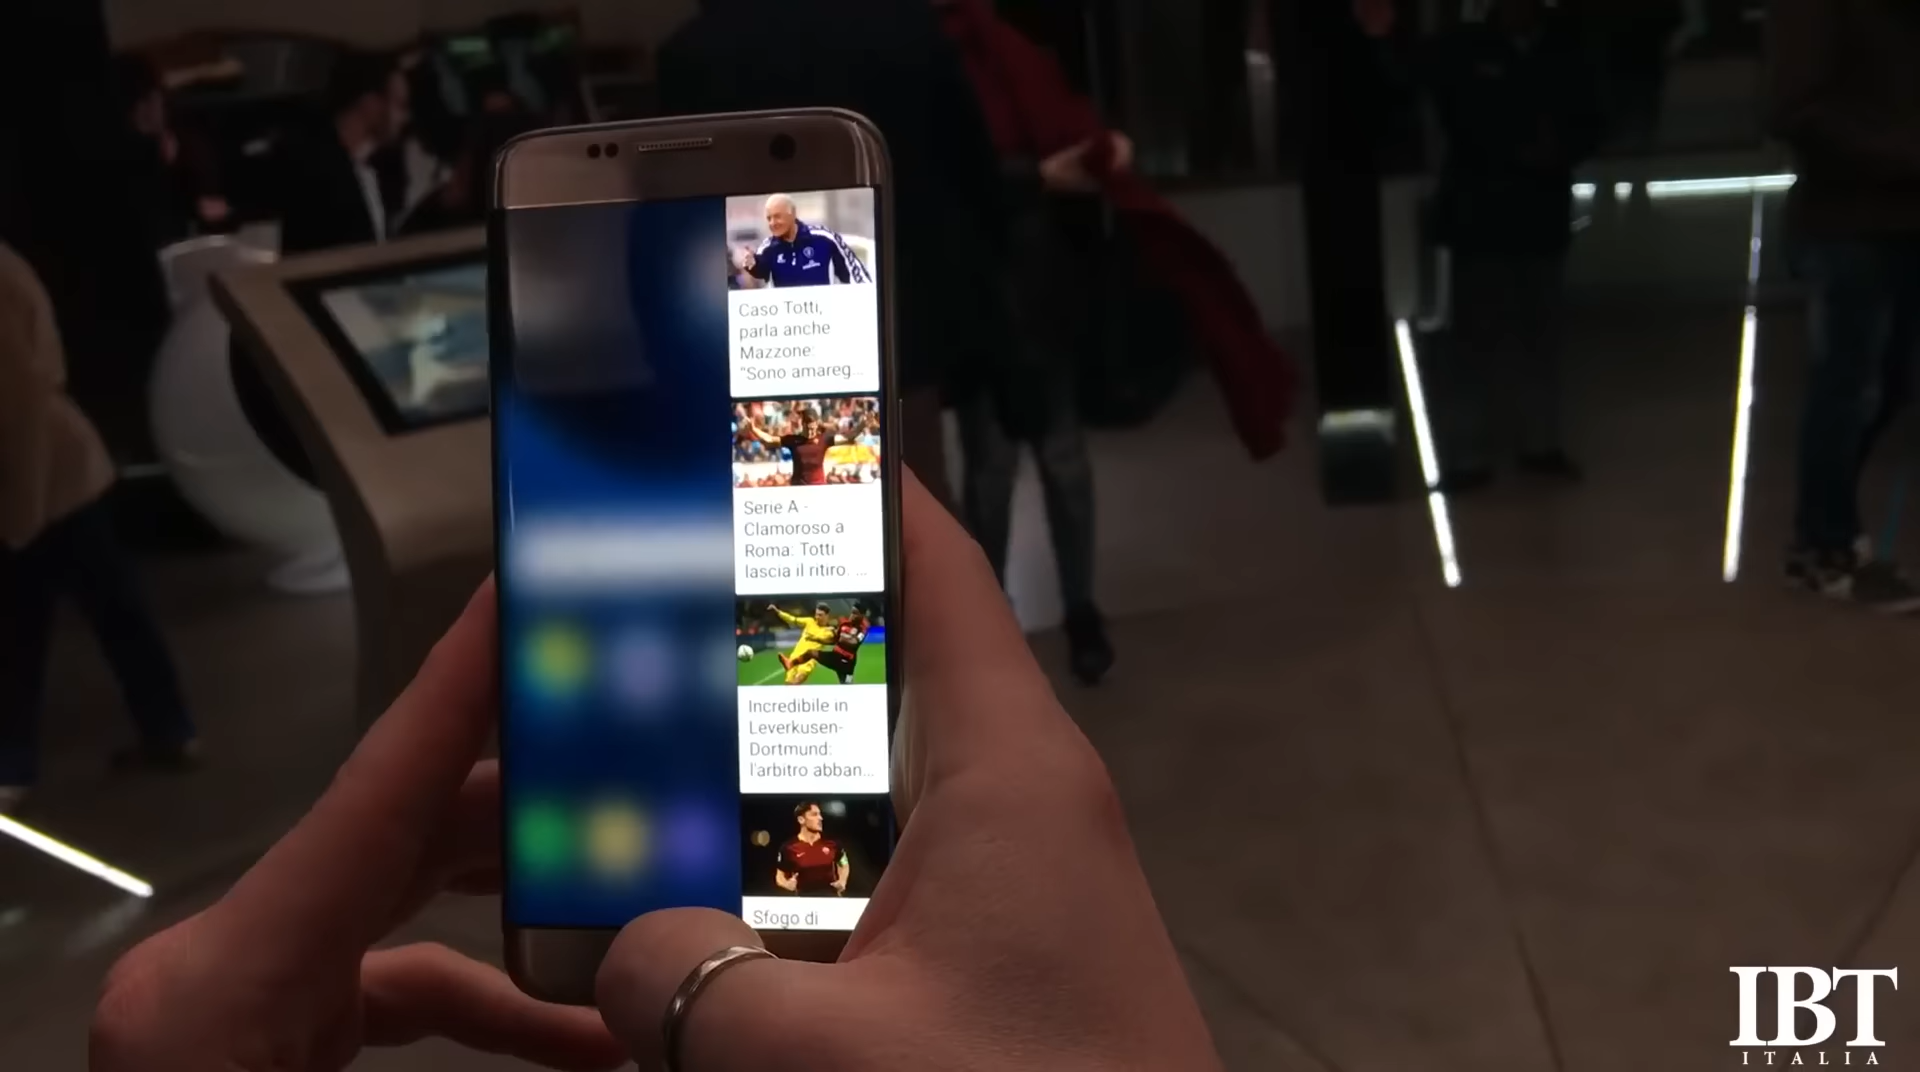 Caso Totti,
parla anche
Mazzone:
"Sono amareg...
Serie A -
Clamoroso a
Roma: Totti
lascia il ritiro. ...
Incredibile in
Leverkusen-
Dortmund:
l'arbitro abban...
Sfogo di
IBT
ITALIA